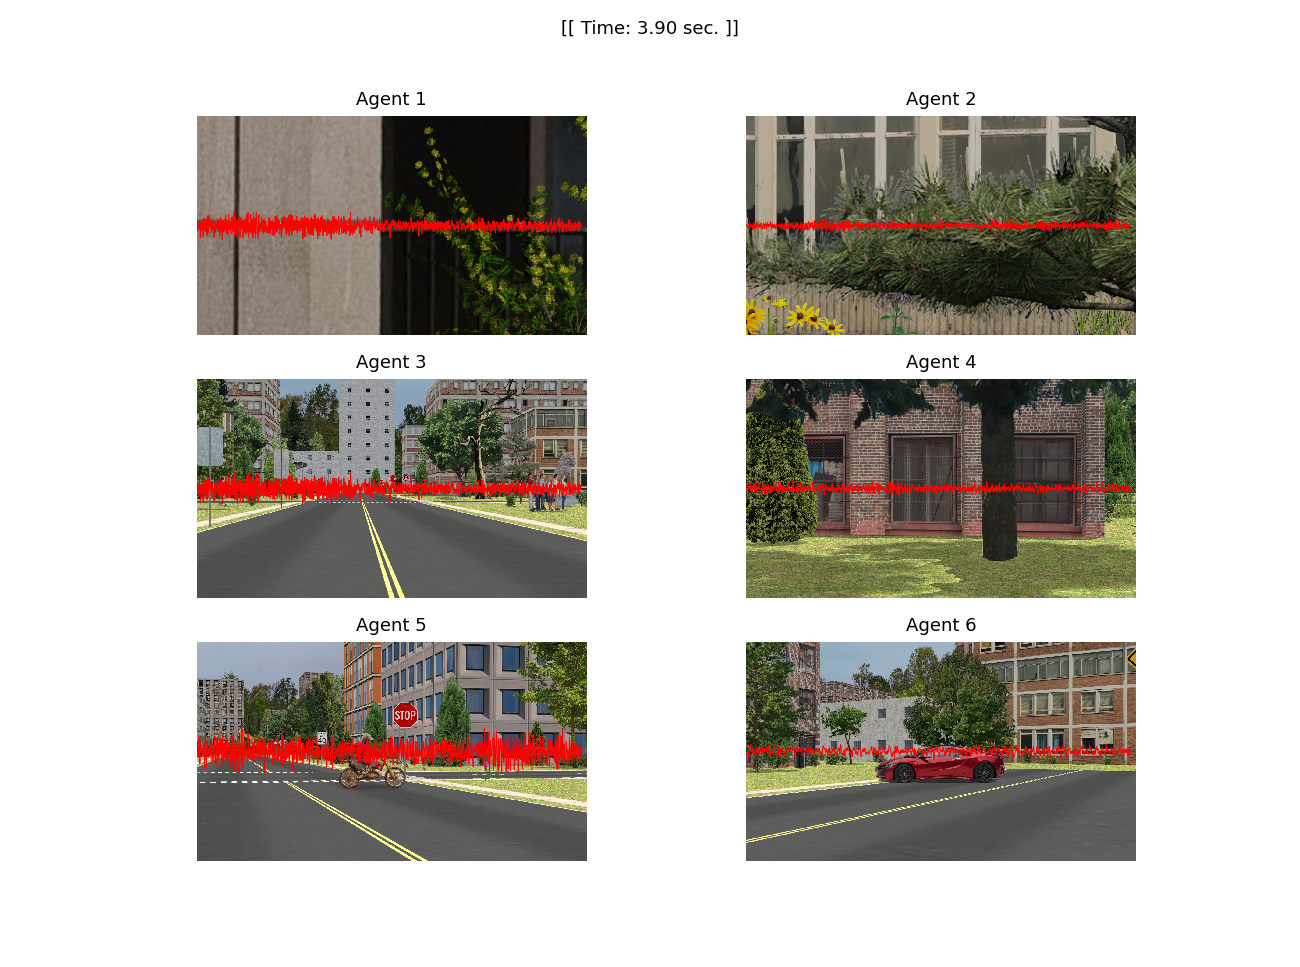 [[ Time: 3.90 sec. ]]
Agent 1
Agent 2
Agent 3
Agent 4
Agent 5
Agent 6
STOP